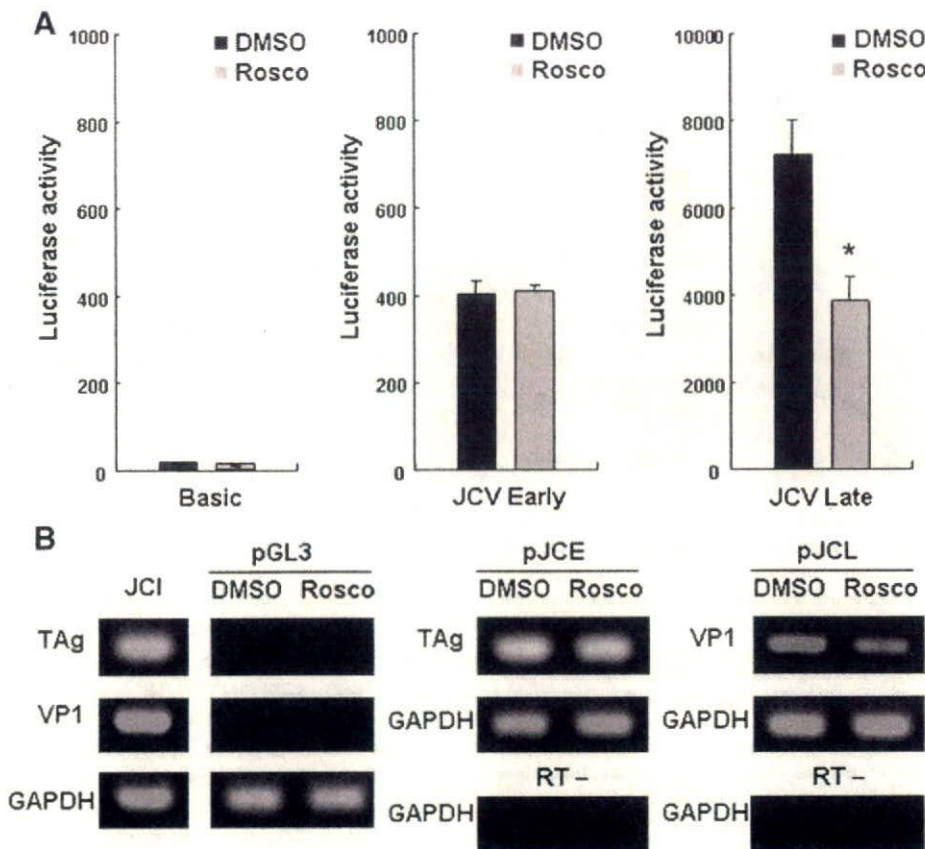 A
1000
800
600
400
200
0
Luciferase activity
DMSO
Rosco
Basic
1000
800
600
400
200
0
Luciferase activity
DMSO
Rosco
JCV Early
10000
8000
6000
4000
2000
0
Luciferase activity
DMSO
Rosco
*
JCV Late
B
JCI
pGL3
DMSO Rosco
TAg
VP1
GAPDH
pJCE
DMSO Rosco
TAg
GAPDH
RT –
GAPDH
pJCL
DMSO Rosco
VP1
GAPDH
RT –
GAPDH